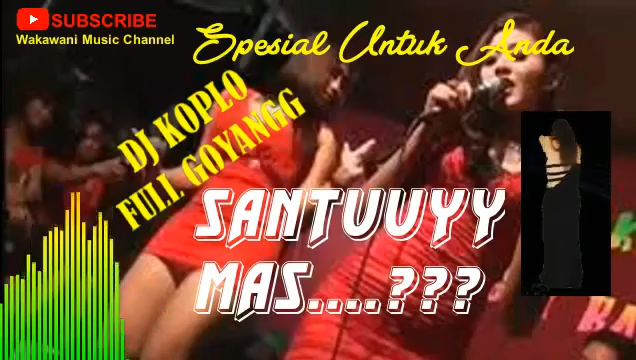 SUBSCRIBE
Wakawani Music Channel
Spesial Untuk Anda
DJ KOPLO
FULL GOYANGG
SANTUUYY
MAS....???